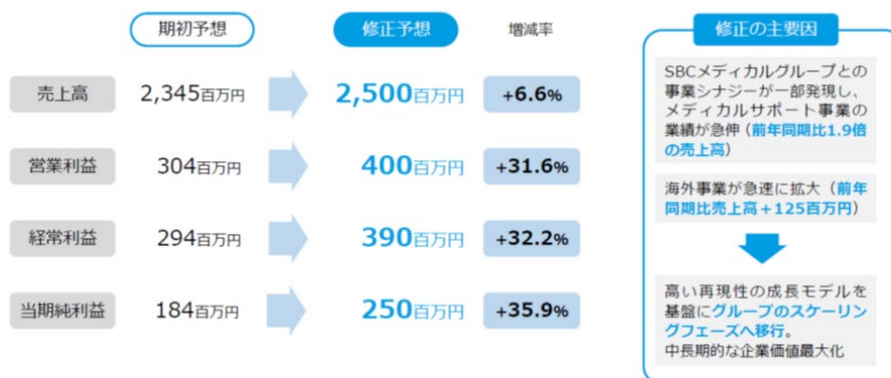 期初予想 修正予想 増減率
売上高 2,345百万円 2,500百万円 +6.6%
営業利益 304百万円 400百万円 +31.6%
経常利益 294百万円 390百万円 +32.2%
当期純利益 184百万円 250百万円 +35.9%
修正の主要因
SBCメディカルグループとの
事業シナジーが一部発現し、
メディカルサポート事業の
業績が急伸（前年同期比1.9倍
の売上高）
海外事業が急速に拡大（前年
同期比売上高＋125百万円）
高い再現性の成長モデルを
基盤にグループのスケーリン
グフェーズへ移行。
中長期的な企業価値最大化